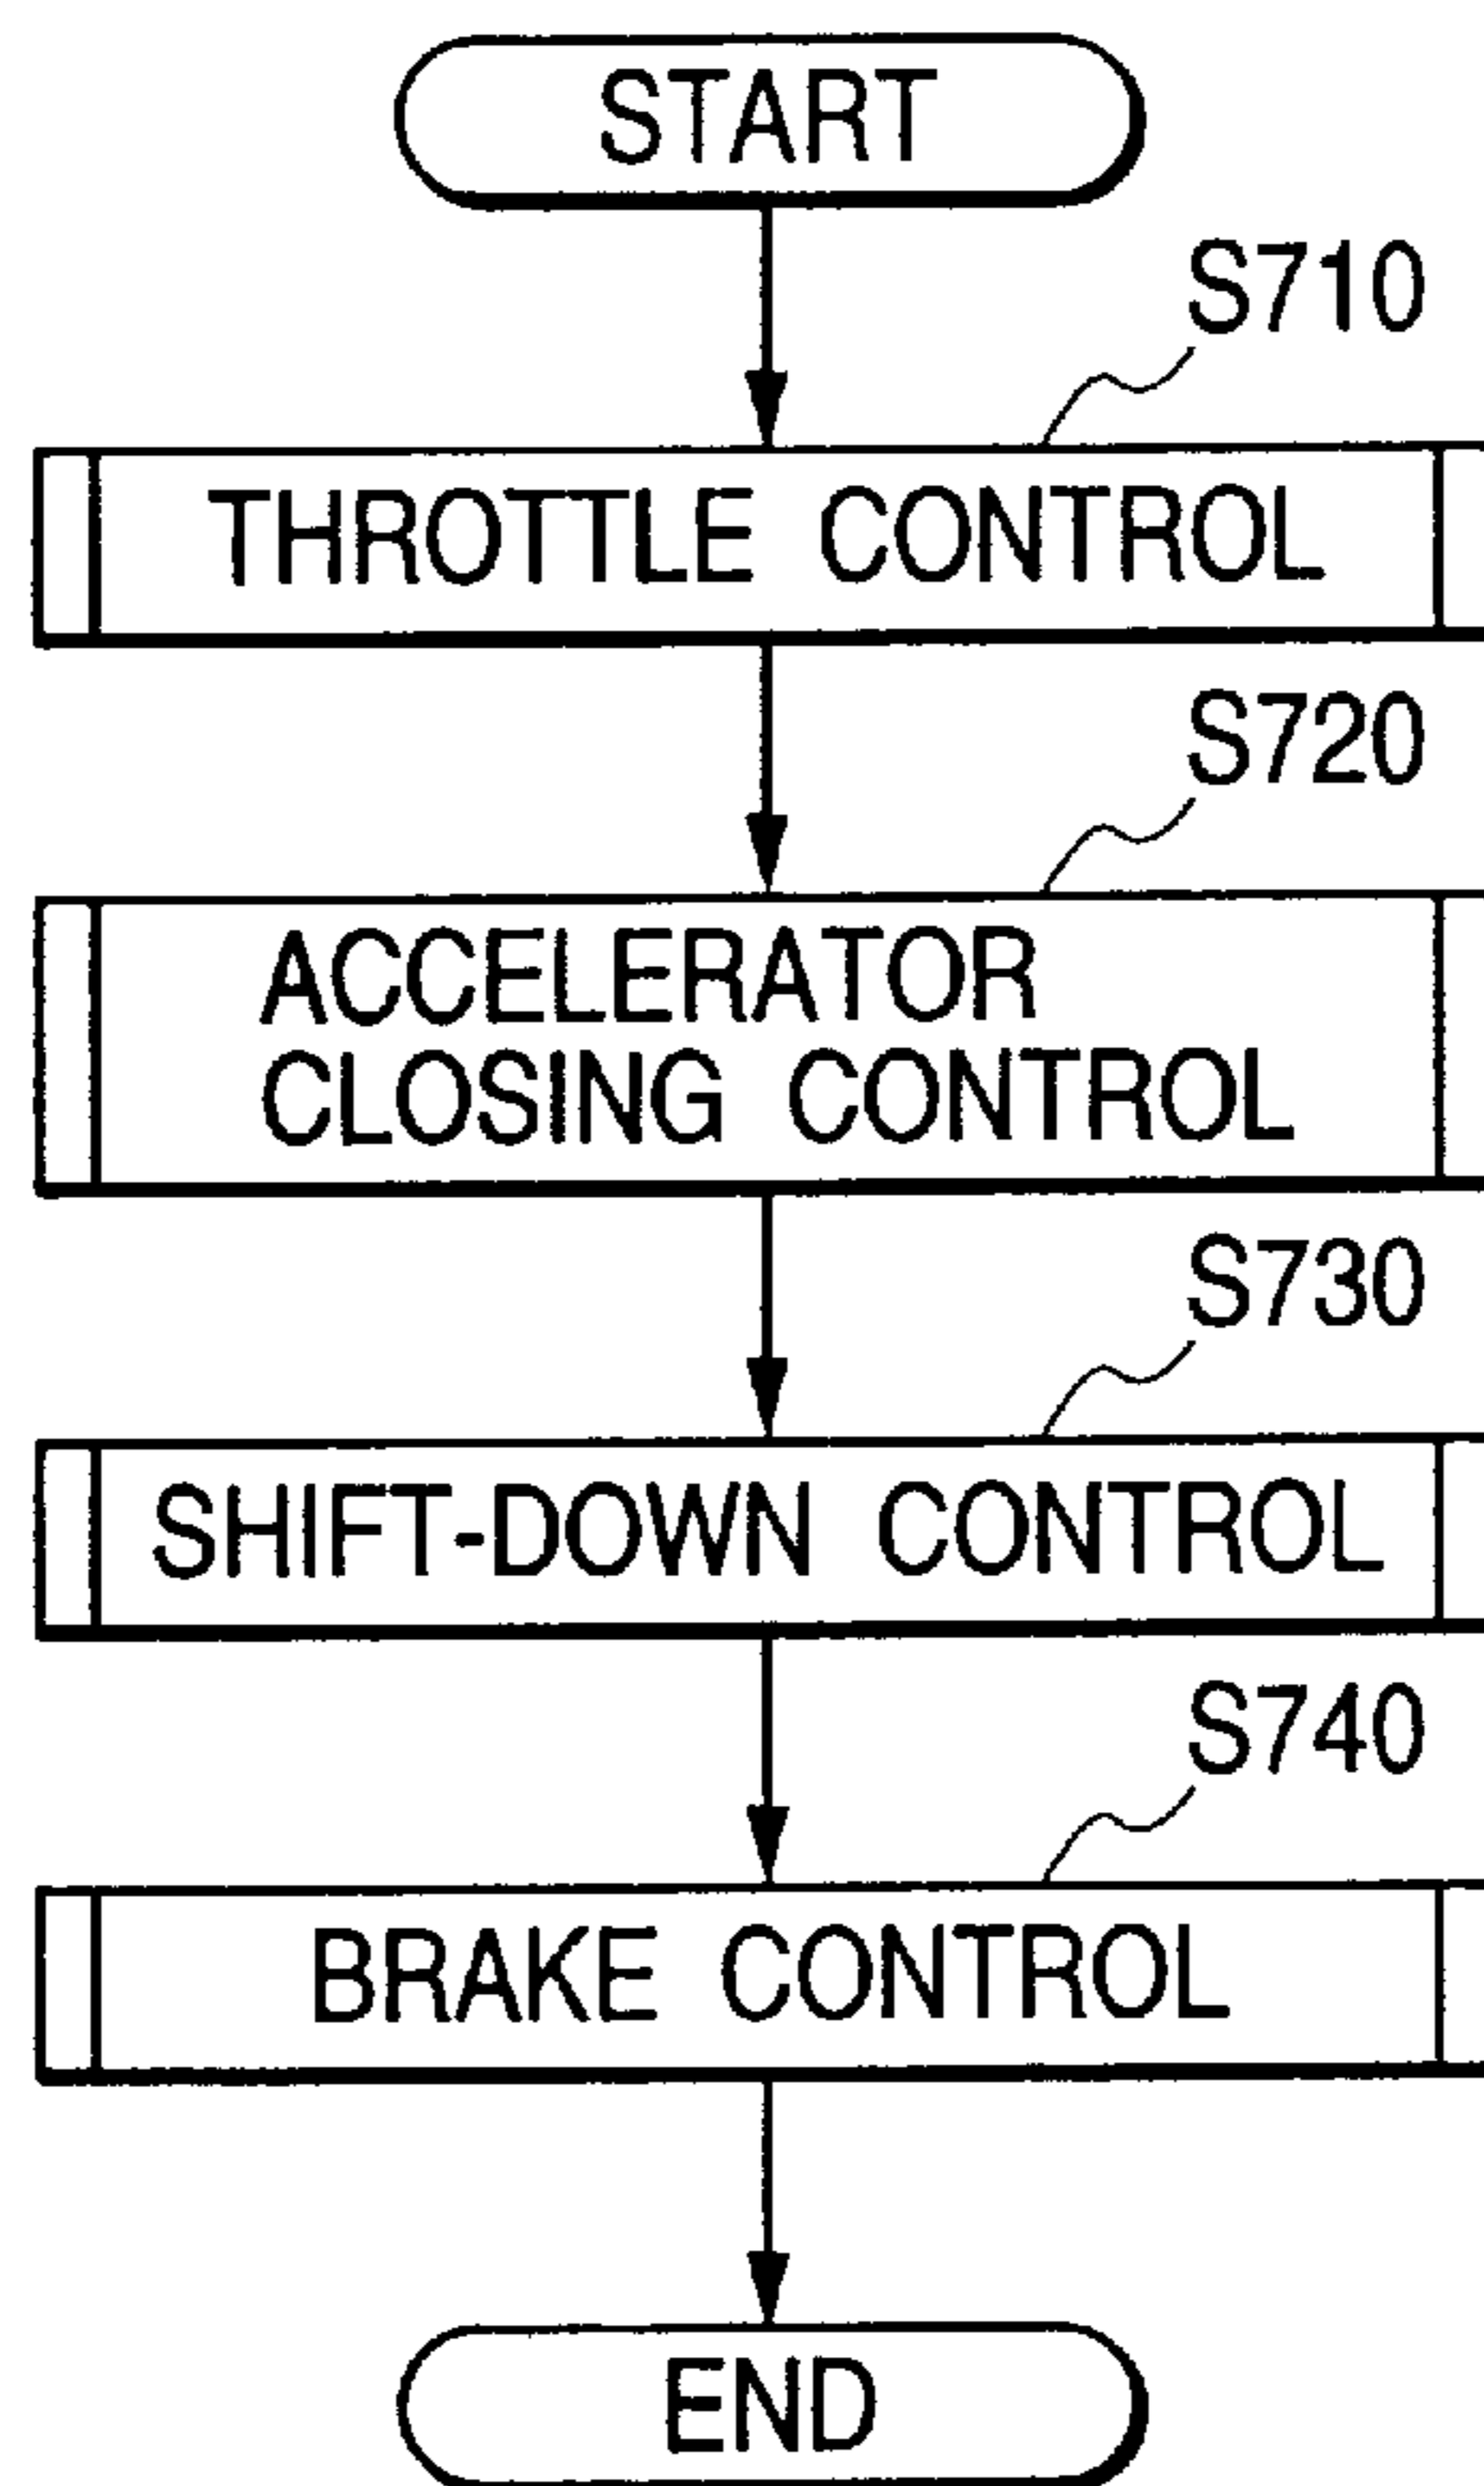 START
S710
THROTTLE CONTROL
S720
ACCELERATOR
CLOSING CONTROL
S730
SHIFT-DOWN CONTROL
S740
BRAKE CONTROL
END